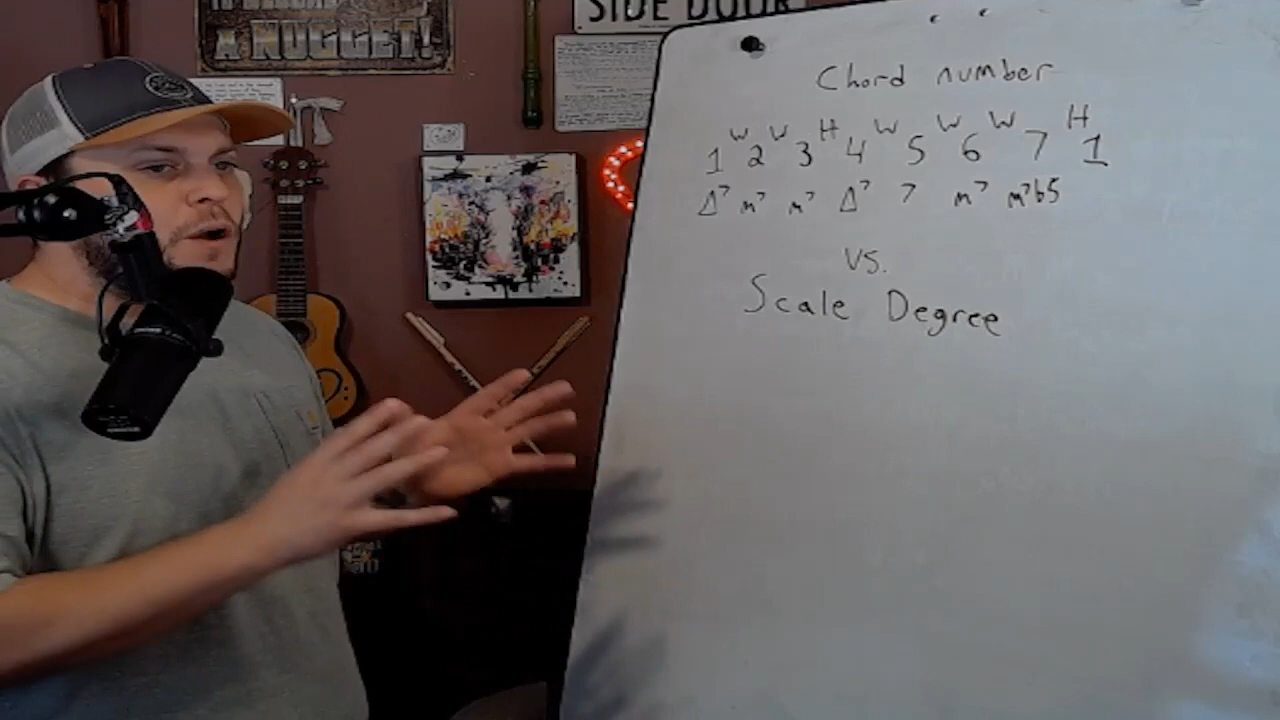 A NUGGET!
SIDE DOOR
Chord number
W W H W W W H
1 2 3 4 5 6 7 1
Δ7 m7 m7 Δ7 7 m7 m7b5
vs.
Scale Degree